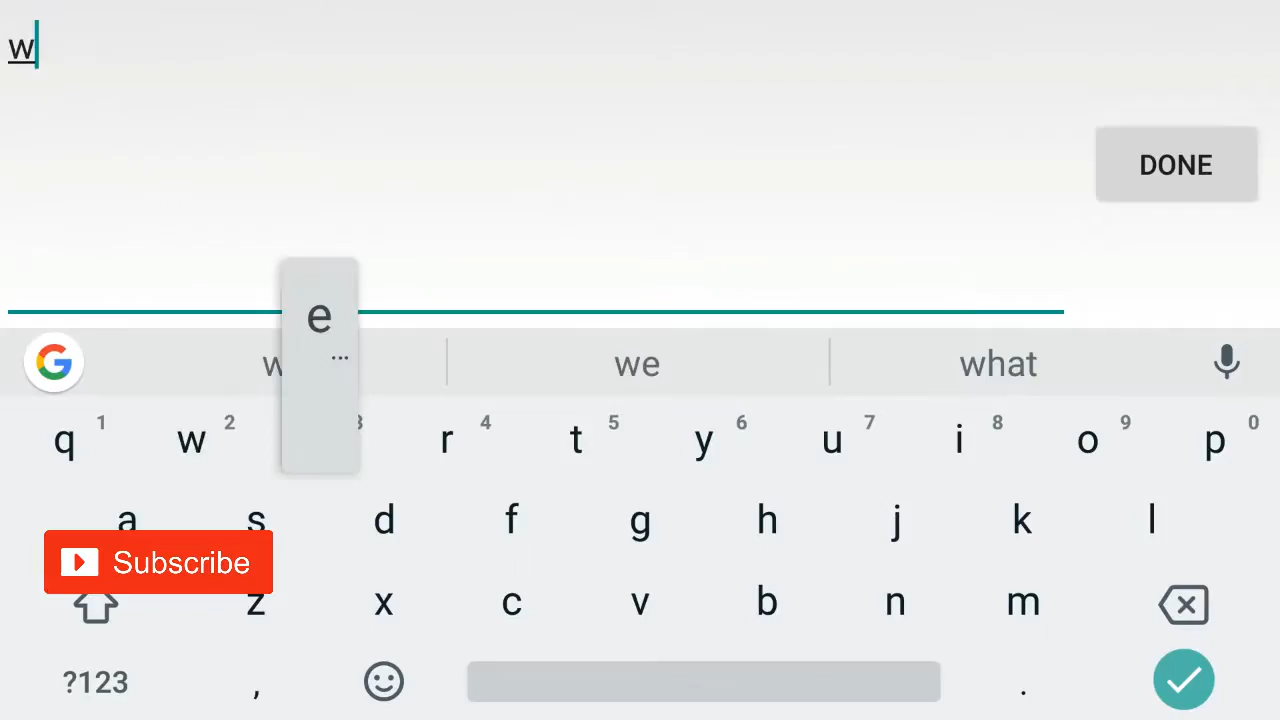 w
DONE
e
...
w we what
1 2 3 4 5 6 7 8 9 0
q w r t y u i o p
a s d f g h j k l
Subscribe
z x c v b n m
?123 , .